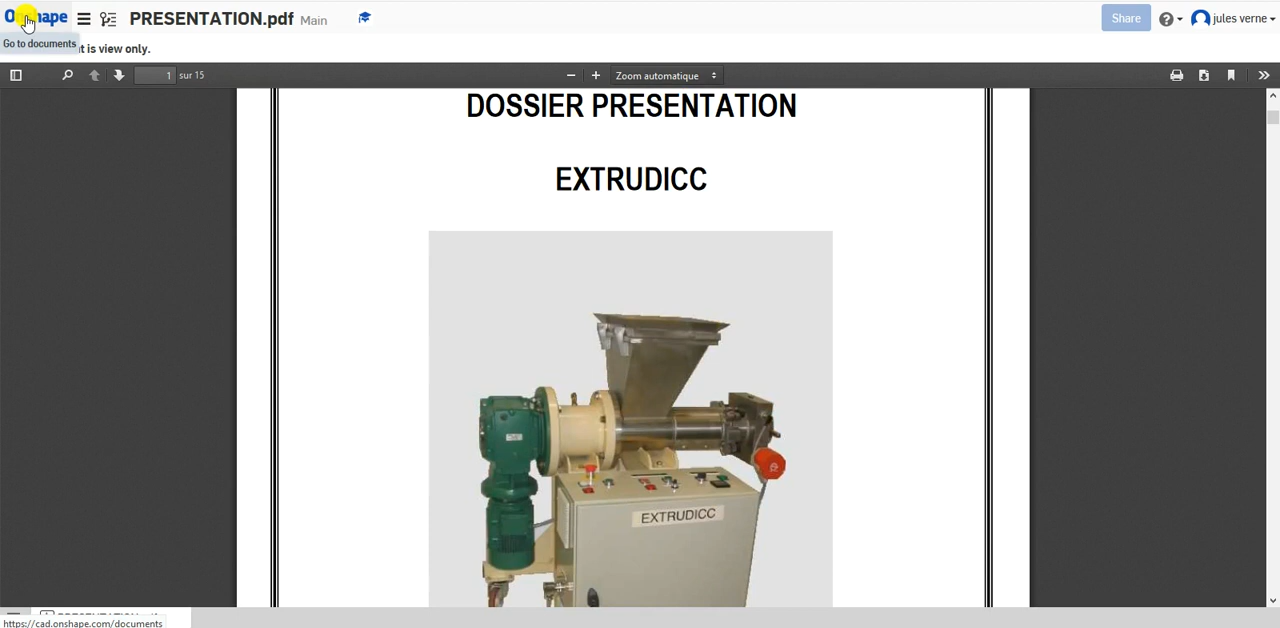 Onshape PRESENTATION.pdf Main Share jules verne
Go to documents t is view only.
1 sur 15 Zoom automatique
DOSSIER PRESENTATION
EXTRUDICC
EXTRUDICC
https://cad.onshape.com/documents